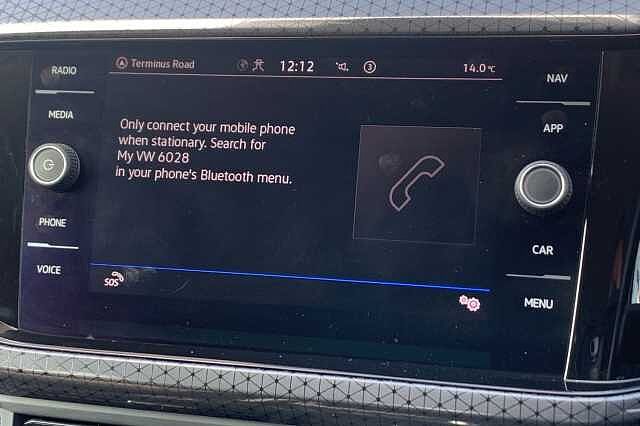 RADIO
MEDIA
PHONE
VOICE
Terminus Road
12:12
3
14.0°C
Only connect your mobile phone
when stationary. Search for
My VW 6028
in your phone's Bluetooth menu.
SOS
NAV
APP
CAR
MENU